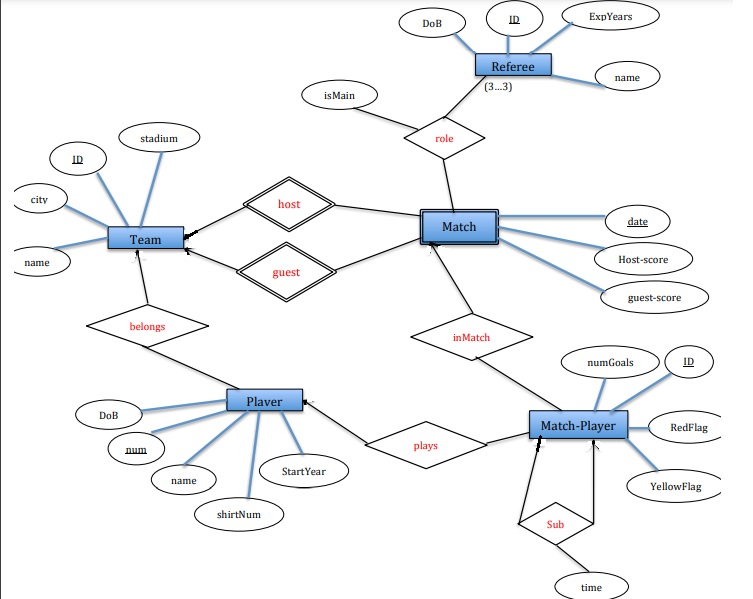 DoB
ID
ExpYears
Referee
name
(3...3)
isMain
role
stadium
ID
city
host
Match
date
Team
name
Host-score
guest
guest-score
belongs
inMatch
numGoals
ID
DoB
Player
Match-Player
RedFlag
num
plays
name
StartYear
YellowFlag
shirtNum
Sub
time